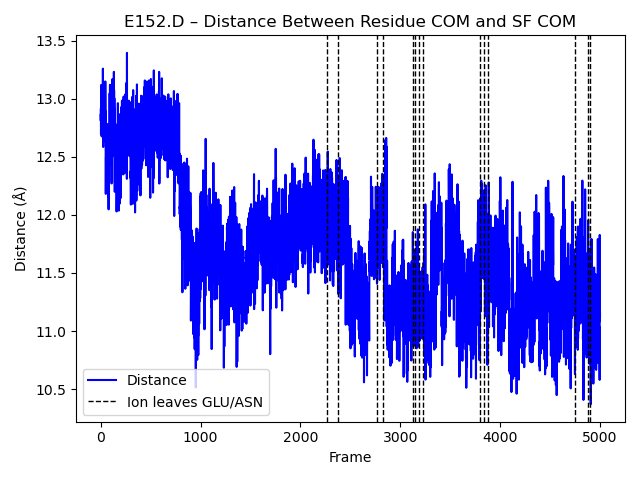 E152.D – Distance Between Residue COM and SF COM
13.5
13.0
12.5
12.0
11.5
11.0
10.5
Distance (Å)
Distance
Ion leaves GLU/ASN
0 1000 2000 3000 4000 5000
Frame